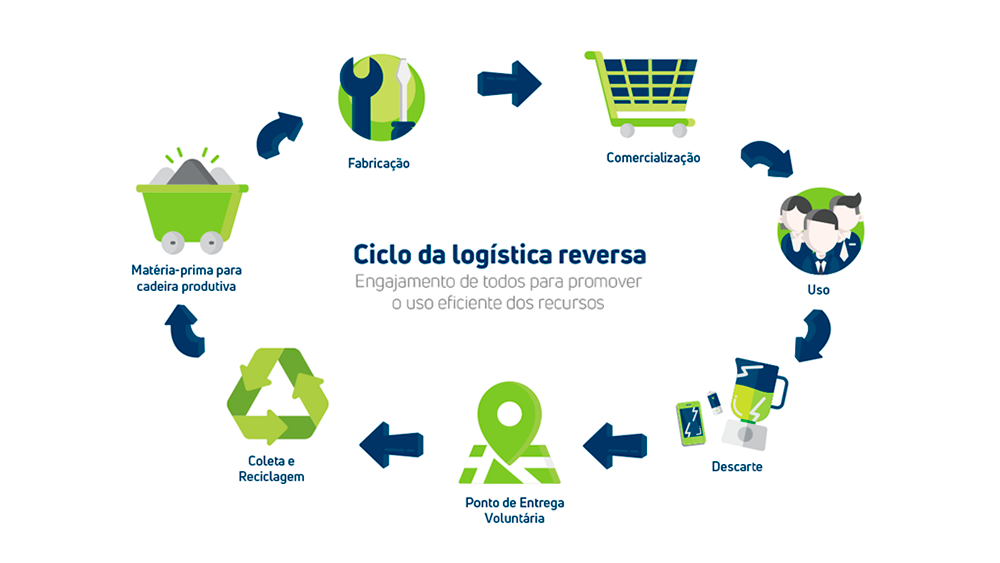 Fabricação
Comercialização
Matéria-prima para
cadeira produtiva
Ciclo da logística reversa
Engajamento de todos para promover
o uso eficiente dos recursos
Uso
Descarte
Ponto de Entrega
Voluntária
Coleta e
Reciclagem